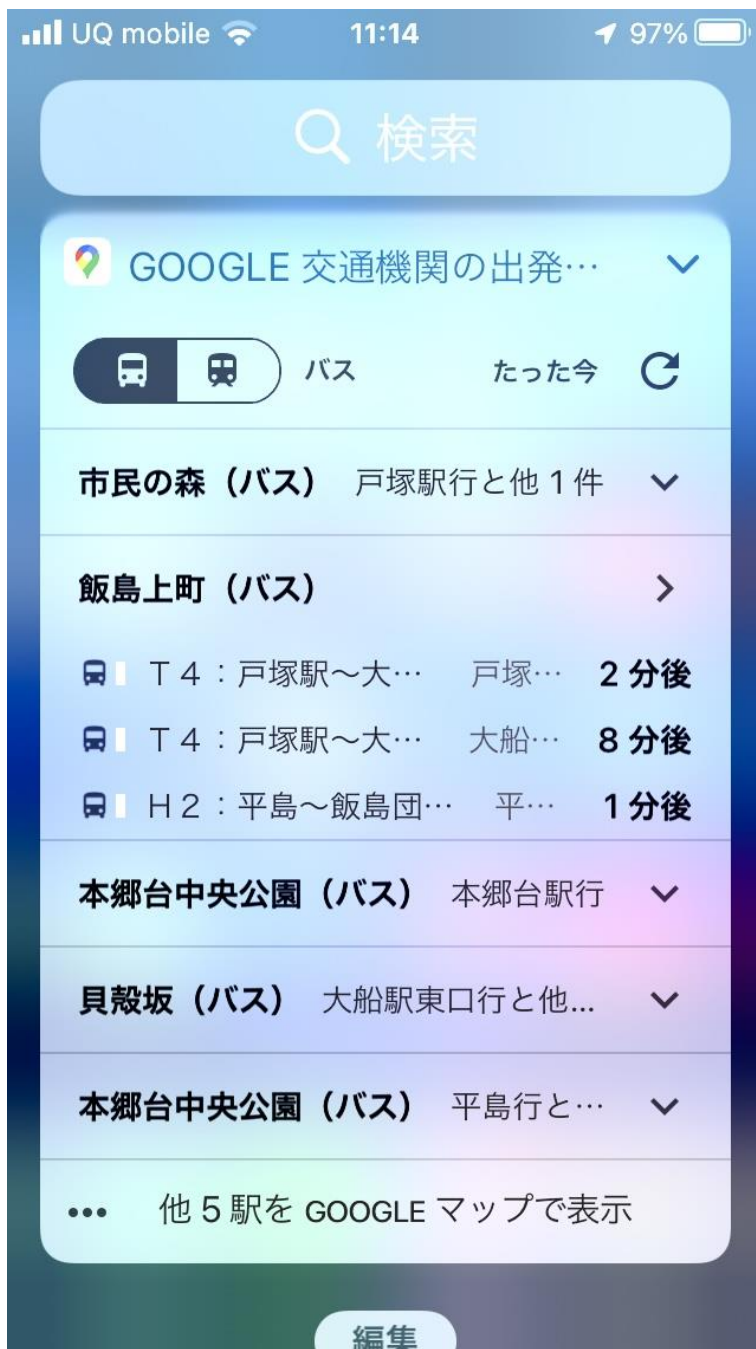 UQ mobile 11:14 97%
検索
GOOGLE 交通機関の出発…
バス たった今
市民の森（バス） 戸塚駅行と他 1 件
飯島上町（バス）
Ｔ４：戸塚駅〜大… 戸塚… 2 分後
Ｔ４：戸塚駅〜大… 大船… 8 分後
Ｈ２：平島〜飯島団… 平… 1 分後
本郷台中央公園（バス） 本郷台駅行
貝殻坂（バス） 大船駅東口行と他...
本郷台中央公園（バス） 平島行と…
他 5 駅を GOOGLE マップで表示
編集